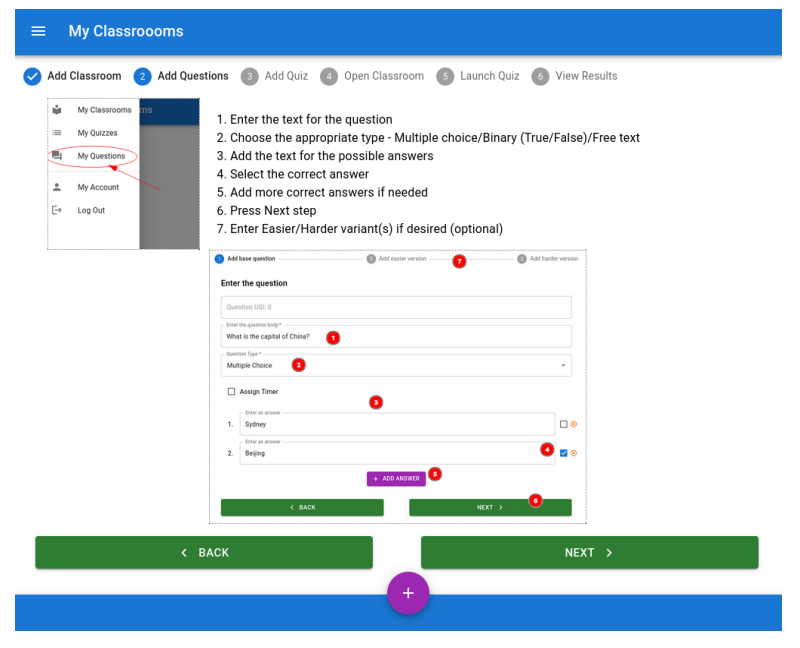 My Classroooms
Add Classroom 2 Add Questions 3 Add Quiz 4 Open Classroom 5 Launch Quiz 6 View Results
My Classrooms
ms
My Quizzes
My Questions
My Account
Log Out
1. Enter the text for the question
2. Choose the appropriate type - Multiple choice/Binary (True/False)/Free text
3. Add the text for the possible answers
4. Select the correct answer
5. Add more correct answers if needed
6. Press Next step
7. Enter Easier/Harder variant(s) if desired (optional)
1 Add base question 2 Add easier version 7 3 Add harder version
Enter the question
Question UID: 0
Enter the question body *
What is the capital of China? 1
Question Type *
Multiple Choice 2
Assign Timer
3
Enter an answer
1. Sydney
Enter an answer
2. Beijing 4
+ ADD ANSWER 5
< BACK NEXT > 6
< BACK NEXT >
+